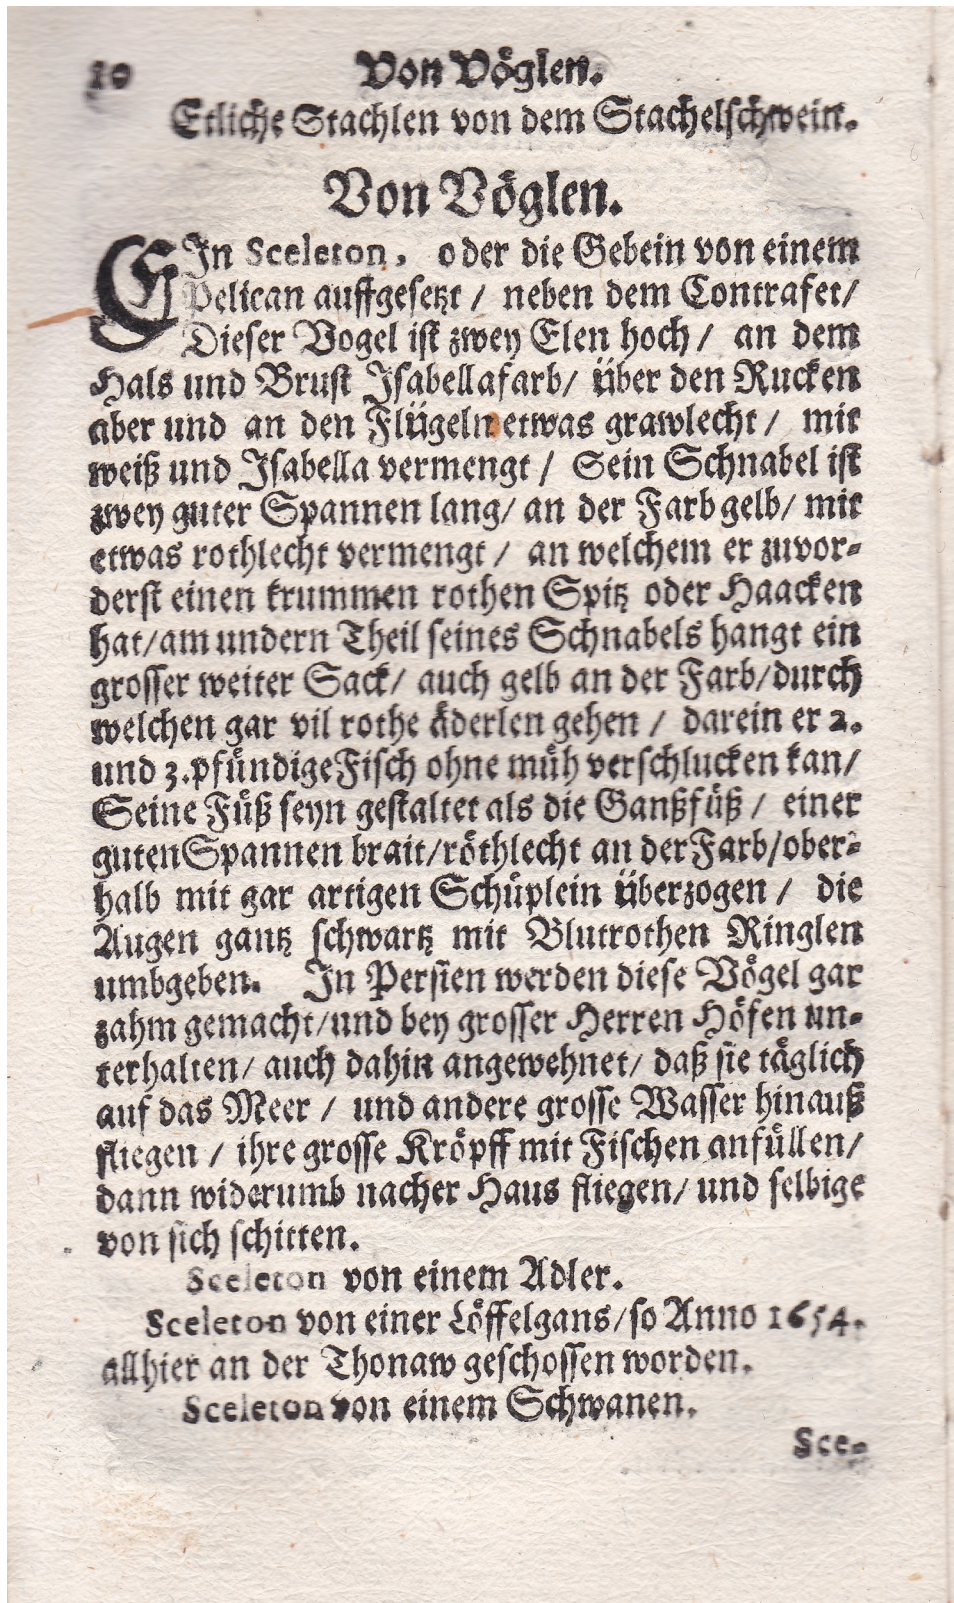 10 Von Vöglen.
Etliche Stachlen von dem Stachelschwein.
Von Vöglen.
EIn Sceleton, oder die Gebein von einem
Pelican auffgesetzt / neben dem Contrafet/
Dieser Vogel ist zwey Elen hoch / an dem
Hals und Brust Isabellafarb/ über den Rucken
aber und an den Flügeln etwas grawlecht / mit
weiß und Isabella vermengt / Sein Schnabel ist
zwey guter Spannen lang/ an der Farb gelb/ mit
etwas rothlecht vermengt / an welchem er zuvor-
derst einen krummen rothen Spitz oder Haacken
hat/am undern Theil seines Schnabels hangt ein
grosser weiter Sack/ auch gelb an der Farb/durch
welchen gar vil rothe äderlen gehen / darein er 2.
und 3.pfündige Fisch ohne müh verschlucken kan/
Seine Füß seyn gestaltet als die Ganßfüß / einer
guten Spannen brait/röthlecht an der Farb/ober-
halb mit gar artigen Schüplein überzogen / die
Augen gantz schwartz mit Blutrothen Ringlen
umbgeben. In Persien werden diese Vögel gar
zahm gemacht/und bey grosser Herren Höfen un-
terhalten/ auch dahin angewehnet/ daß sie täglich
auf das Meer / und andere grosse Wasser hinauß
fliegen / ihre grosse Kröpff mit Fischen anfüllen/
dann widerumb nacher Haus fliegen/ und selbige
von sich schitten.
Sceleton von einem Adler.
Sceleton von einer Löffelgans/so Anno 1654.
allhier an der Thonaw geschossen worden.
Sceleton von einem Schwanen.
Sce-